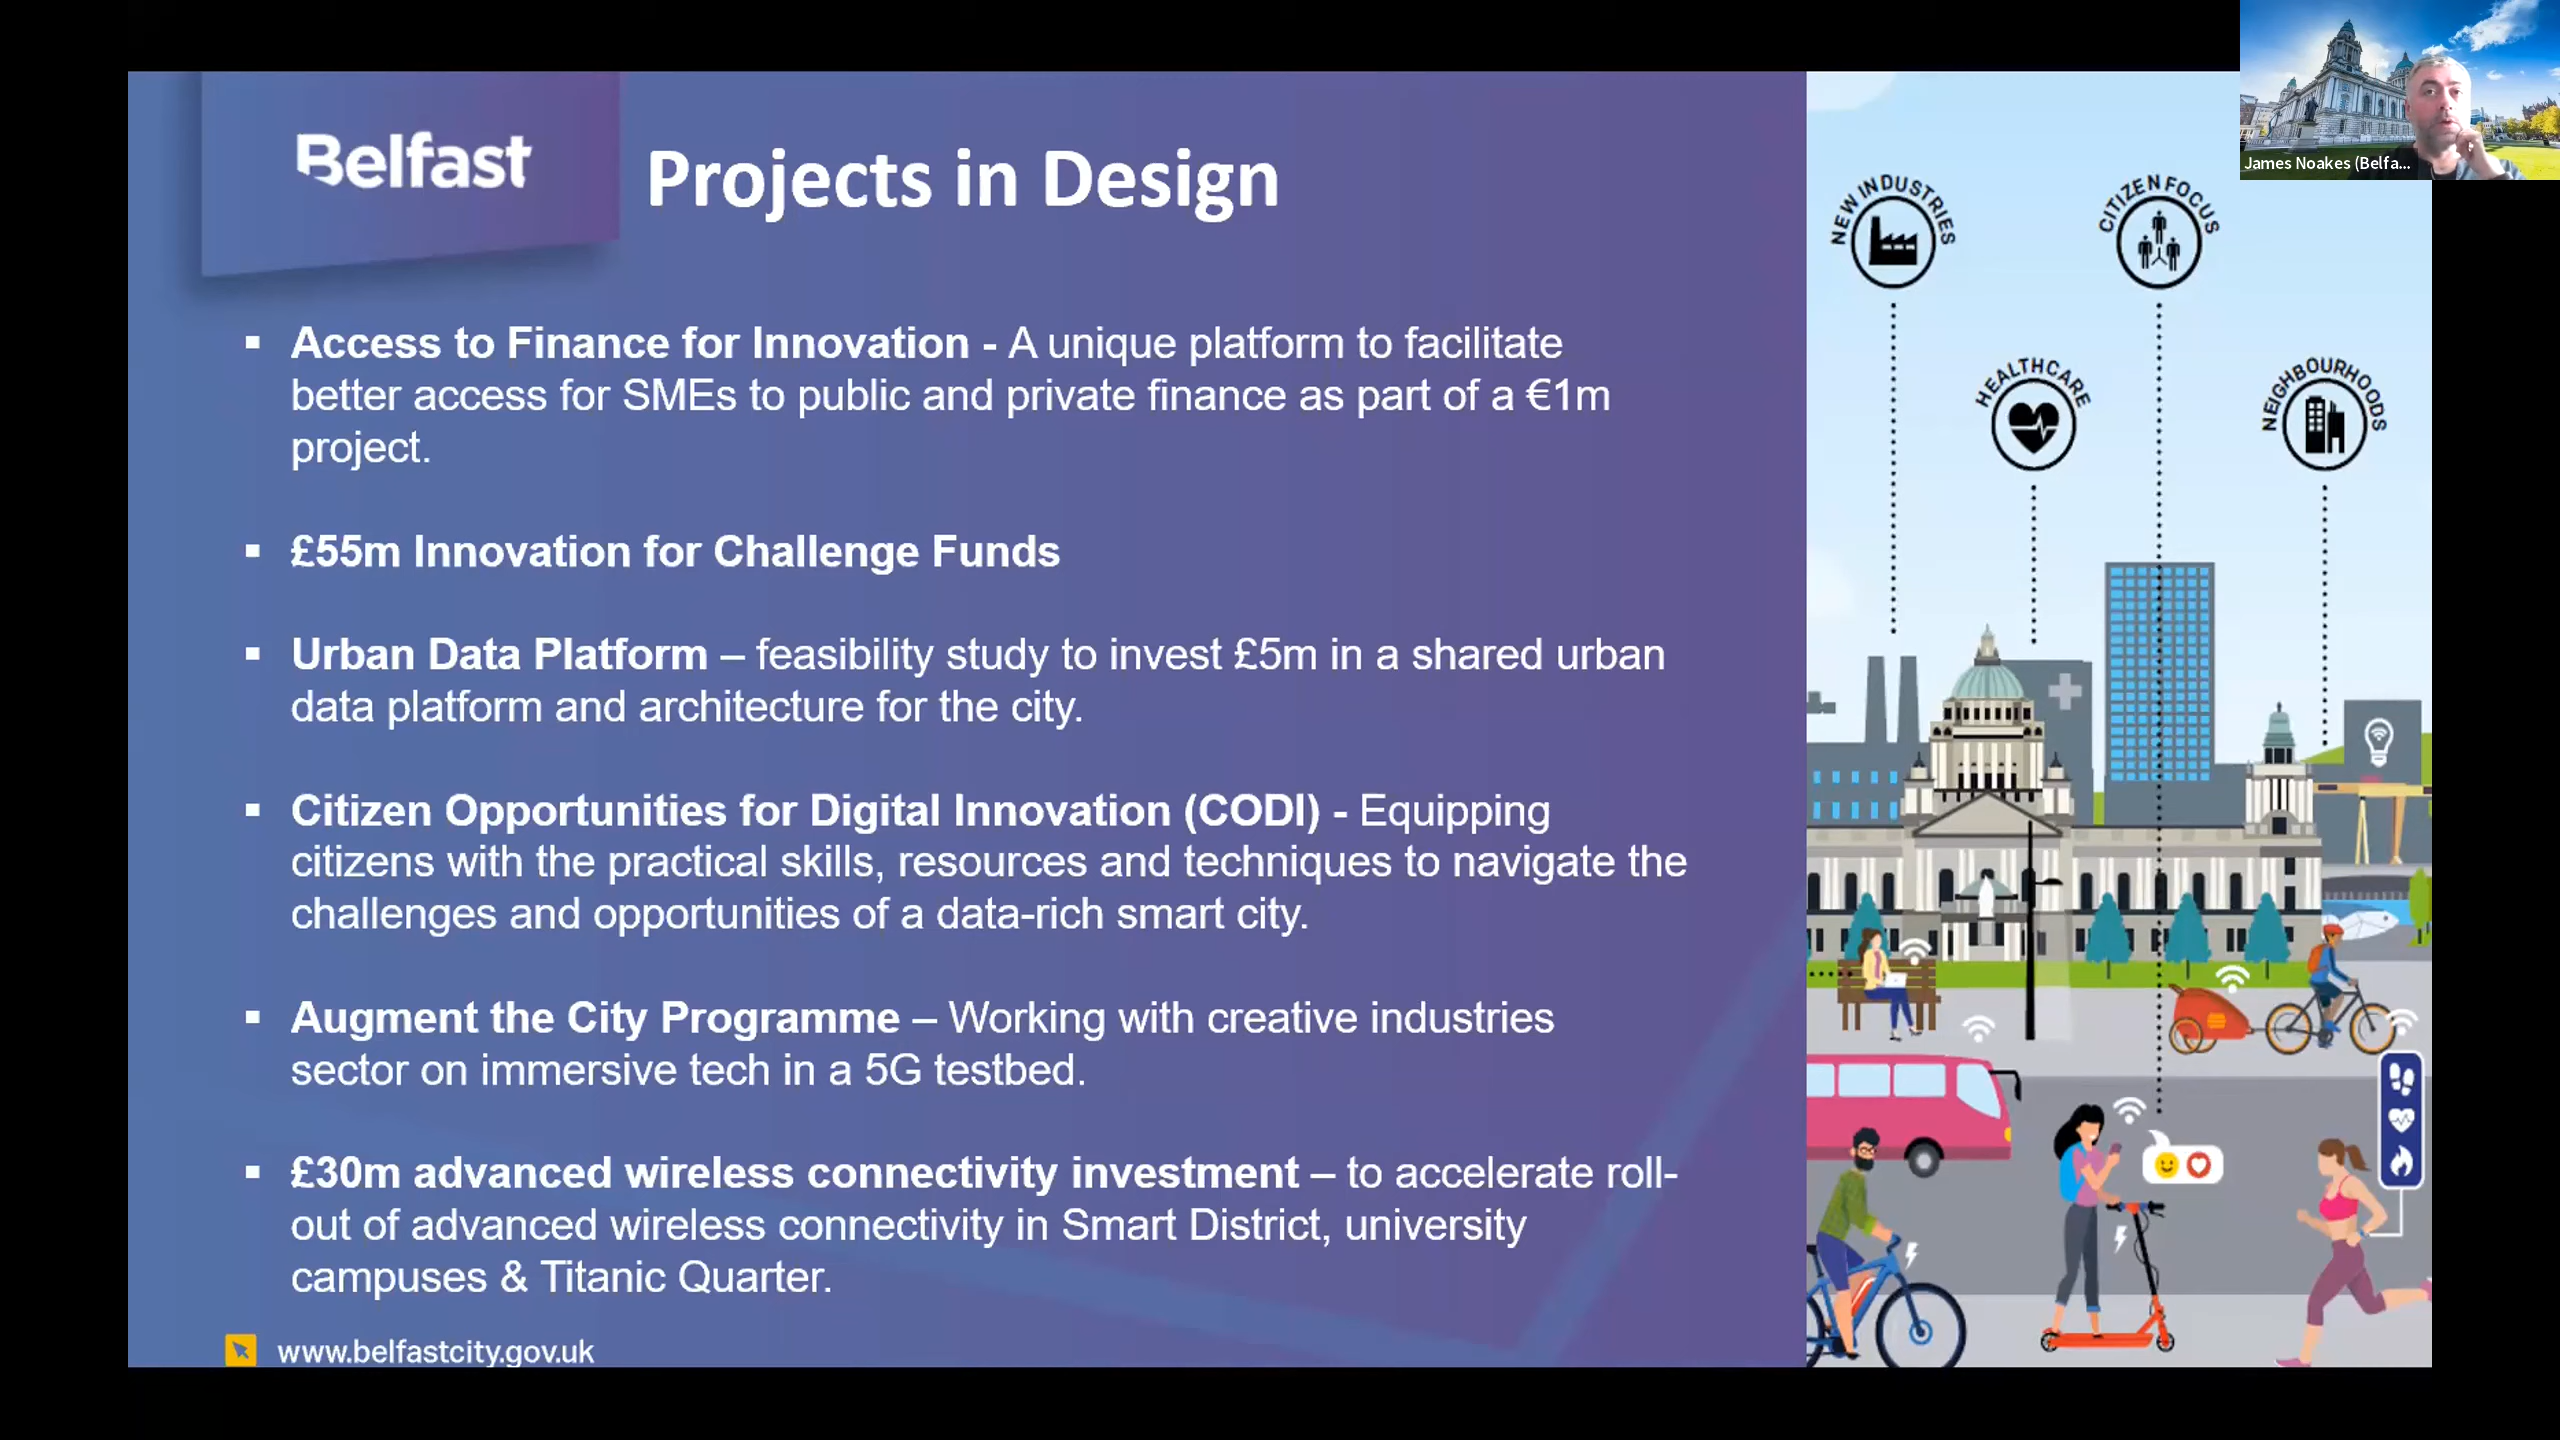 Belfast
Projects in Design
James Noakes (Belfa...
▪ Access to Finance for Innovation - A unique platform to facilitate
better access for SMEs to public and private finance as part of a €1m
project.
▪ £55m Innovation for Challenge Funds
▪ Urban Data Platform – feasibility study to invest £5m in a shared urban
data platform and architecture for the city.
▪ Citizen Opportunities for Digital Innovation (CODI) - Equipping
citizens with the practical skills, resources and techniques to navigate the
challenges and opportunities of a data-rich smart city.
▪ Augment the City Programme – Working with creative industries
sector on immersive tech in a 5G testbed.
▪ £30m advanced wireless connectivity investment – to accelerate roll-
out of advanced wireless connectivity in Smart District, university
campuses & Titanic Quarter.
www.belfastcity.gov.uk
NEW INDUSTRIES
CITIZEN FOCUS
HEALTHCARE
NEIGHBOURHOODS